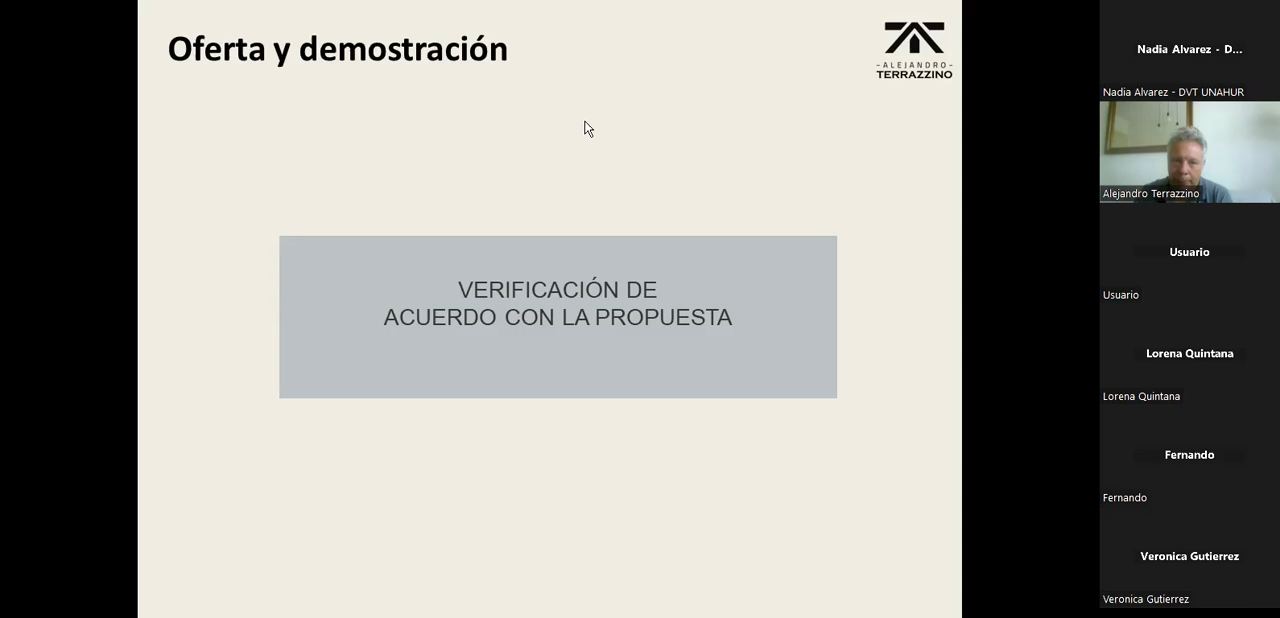 Oferta y demostración
-ALEJANDRO-
TERRAZZINO
VERIFICACIÓN DE
ACUERDO CON LA PROPUESTA
Nadia Alvarez - D...
Nadia Alvarez - DVT UNAHUR
Alejandro Terrazzino
Usuario
Usuario
Lorena Quintana
Lorena Quintana
Fernando
Fernando
Veronica Gutierrez
Veronica Gutierrez